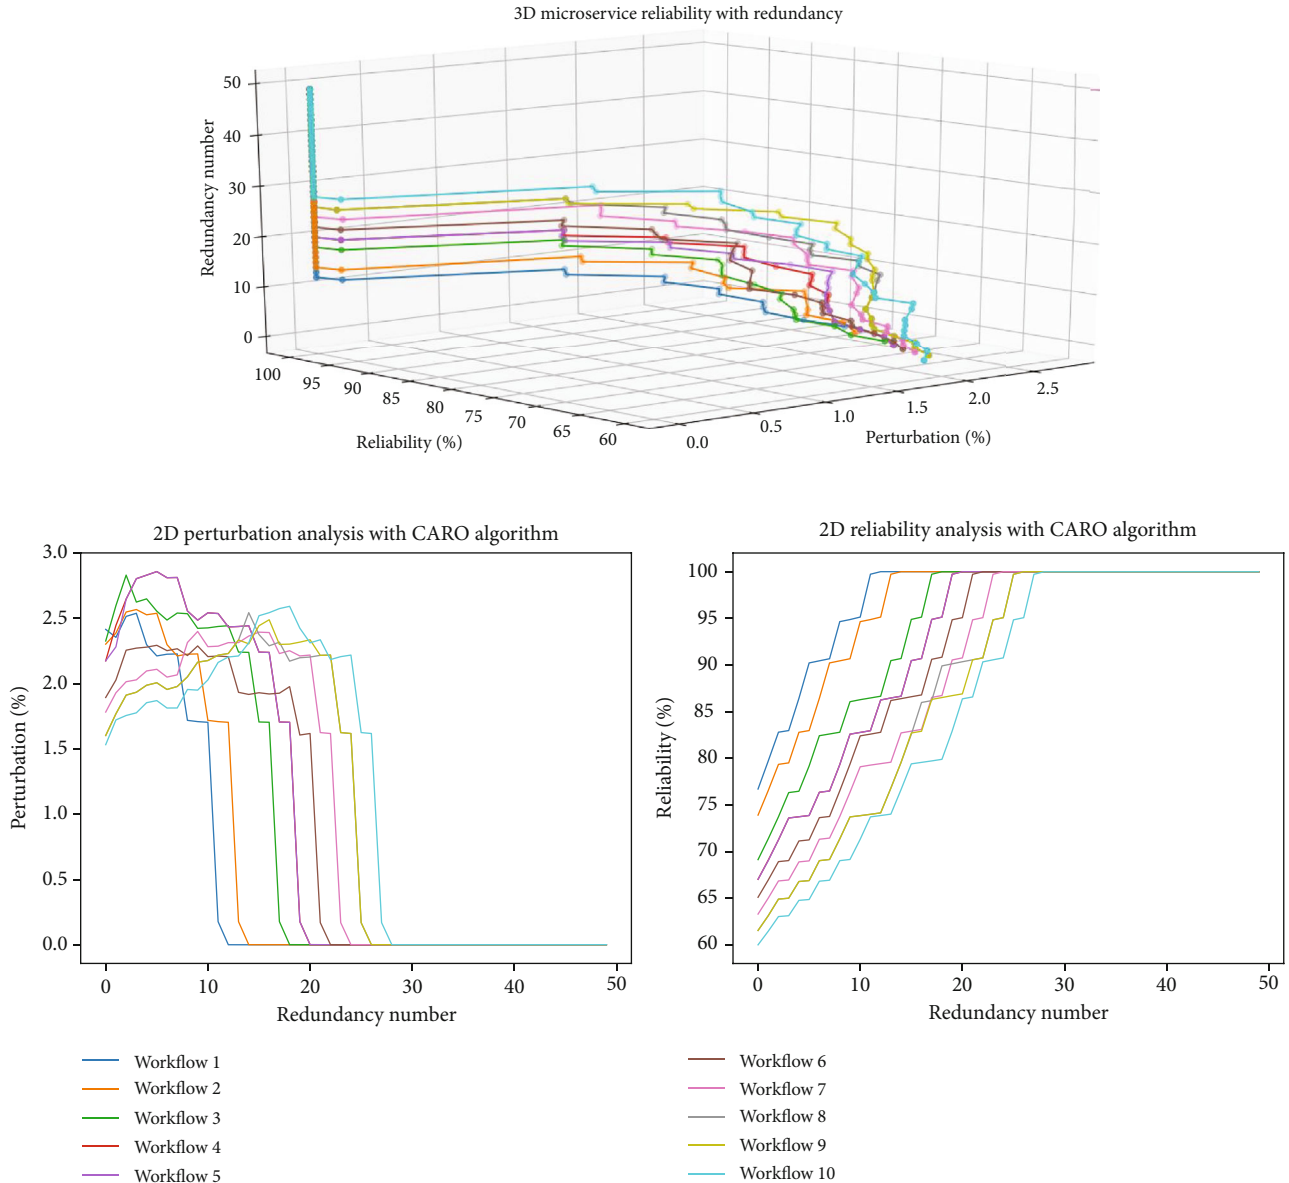 3D microservice reliability with redundancy
50
40
30
20
10
0
Redundancy number
100
95
90
85
80
75
70
65
60
Reliability (%)
0.0
0.5
1.0
1.5
2.0
2.5
Perturbation (%)
2D perturbation analysis with CARO algorithm
3.0
2.5
2.0
1.5
1.0
0.5
0.0
Perturbation (%)
0 10 20 30 40 50
Redundancy number
2D reliability analysis with CARO algorithm
100
95
90
85
80
75
70
65
60
Reliability (%)
0 10 20 30 40 50
Redundancy number
Workflow 1
Workflow 2
Workflow 3
Workflow 4
Workflow 5
Workflow 6
Workflow 7
Workflow 8
Workflow 9
Workflow 10